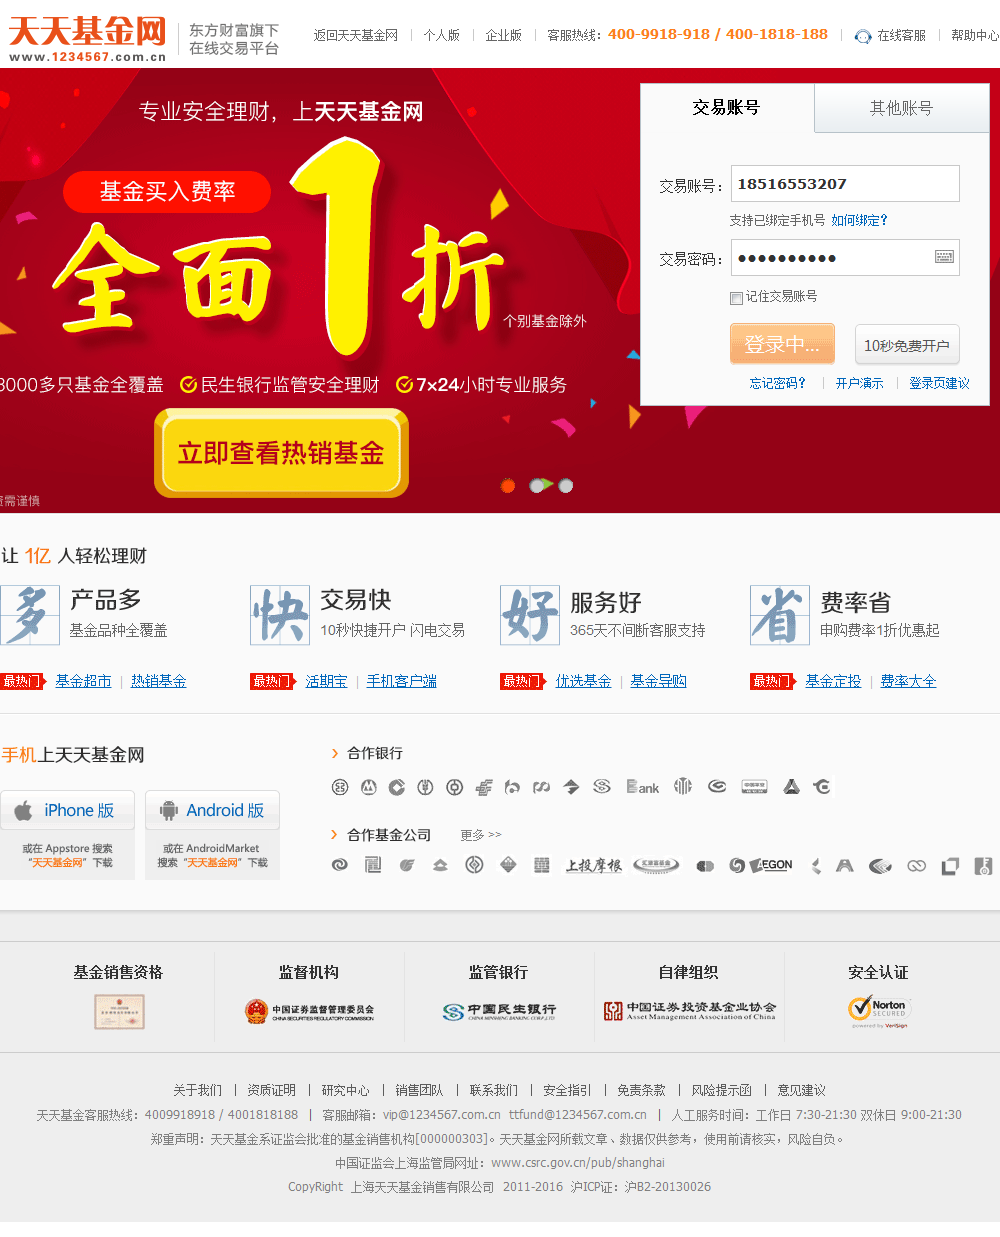 天天基金网
www.1234567.com.cn
东方财富旗下
在线交易平台
返回天天基金网 | 个人版 | 企业版 | 客服热线：400-9918-918 / 400-1818-188 | 在线客服 | 帮助中心
专业安全理财，上天天基金网
基金买入费率
全面1折
个别基金除外
3000多只基金全覆盖 民生银行监管安全理财 7×24小时专业服务
立即查看热销基金
需谨慎
交易账号 其他账号
交易账号： 18516553207
支持已绑定手机号 如何绑定?
交易密码： ●●●●●●●●●●
记住交易账号
登录中... 10秒免费开户
忘记密码? | 开户演示 | 登录页建议
让 1亿 人轻松理财
多 产品多
基金品种全覆盖
最热门 基金超市 | 热销基金
快 交易快
10秒快捷开户 闪电交易
最热门 活期宝 | 手机客户端
好 服务好
365天不间断客服支持
最热门 优选基金 | 基金导购
省 费率省
申购费率1折优惠起
最热门 基金定投 | 费率大全
手机上天天基金网
iPhone 版
或在 Appstore 搜索
“天天基金网” 下载
Android 版
或在 AndroidMarket
搜索 “天天基金网” 下载
合作银行
Bank
合作基金公司 更多 >>
上投摩根
AEGON
基金销售资格
监督机构
中国证券监督管理委员会
CHINA SECURITIES REGULATORY COMMISSION
监管银行
中国民生银行
CHINA MINSHENG BANKING CORP.,LTD
自律组织
中国证券投资基金业协会
Asset Management Association of China
安全认证
Norton
SECURED
powered by VeriSign
关于我们 | 资质证明 | 研究中心 | 销售团队 | 联系我们 | 安全指引 | 免责条款 | 风险提示函 | 意见建议
天天基金客服热线：4009918918 / 4001818188 | 客服邮箱：vip@1234567.com.cn ttfund@1234567.com.cn | 人工服务时间：工作日 7:30-21:30 双休日 9:00-21:30
郑重声明：天天基金系证监会批准的基金销售机构[000000303]。天天基金网所载文章、数据仅供参考，使用前请核实，风险自负。
中国证监会上海监管局网址：www.csrc.gov.cn/pub/shanghai
CopyRight 上海天天基金销售有限公司 2011-2016 沪ICP证：沪B2-20130026